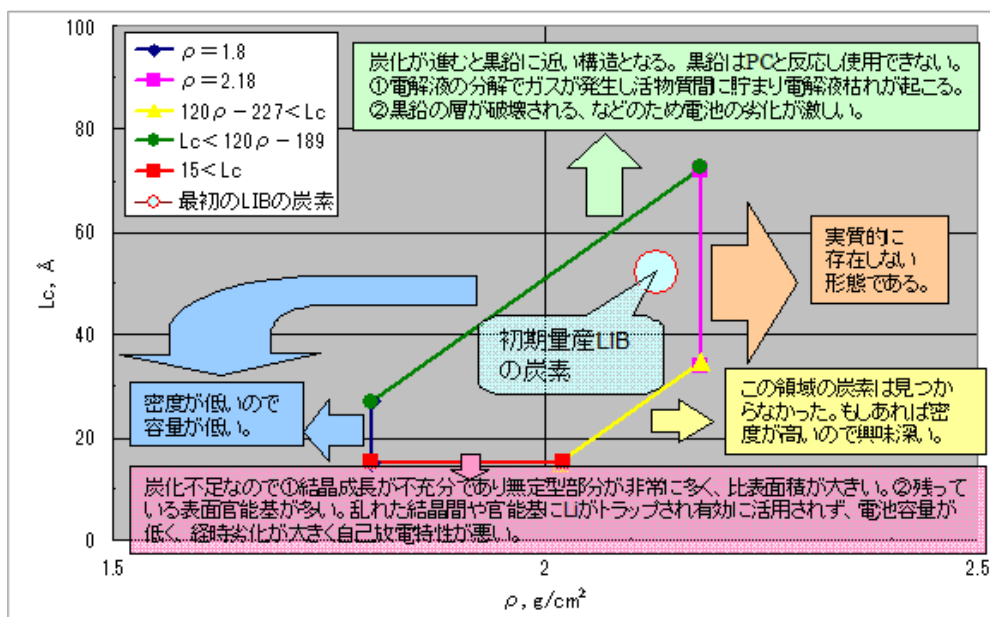 100
80
60
40
20
0
1.5
2
2.5
Lc, Å
ρ, g/cm²
ρ=1.8
ρ=2.18
120ρ-227<Lc
Lc<120ρ-189
15<Lc
最初のLIBの炭素
炭化が進むと黒鉛に近い構造となる。黒鉛はPCと反応し使用できない。
①電解液の分解でガスが発生し活物質間に貯まり電解液枯れが起こる。
②黒鉛の層が破壊される、などのため電池の劣化が激しい。
実質的に
存在しない
形態である。
初期量産LIB
の炭素
密度が低いので
容量が低い。
この領域の炭素は見つか
らなかった。もしあれば密
度が高いので興味深い。
炭化不足なので①結晶成長が不充分であり無定型部分が非常に多く、比表面積が大きい。②残って
いる表面官能基が多い。乱れた結晶間や官能基にLiがトラップされ有効に活用されず、電池容量が
低く、経時劣化が大きく自己放電特性が悪い。